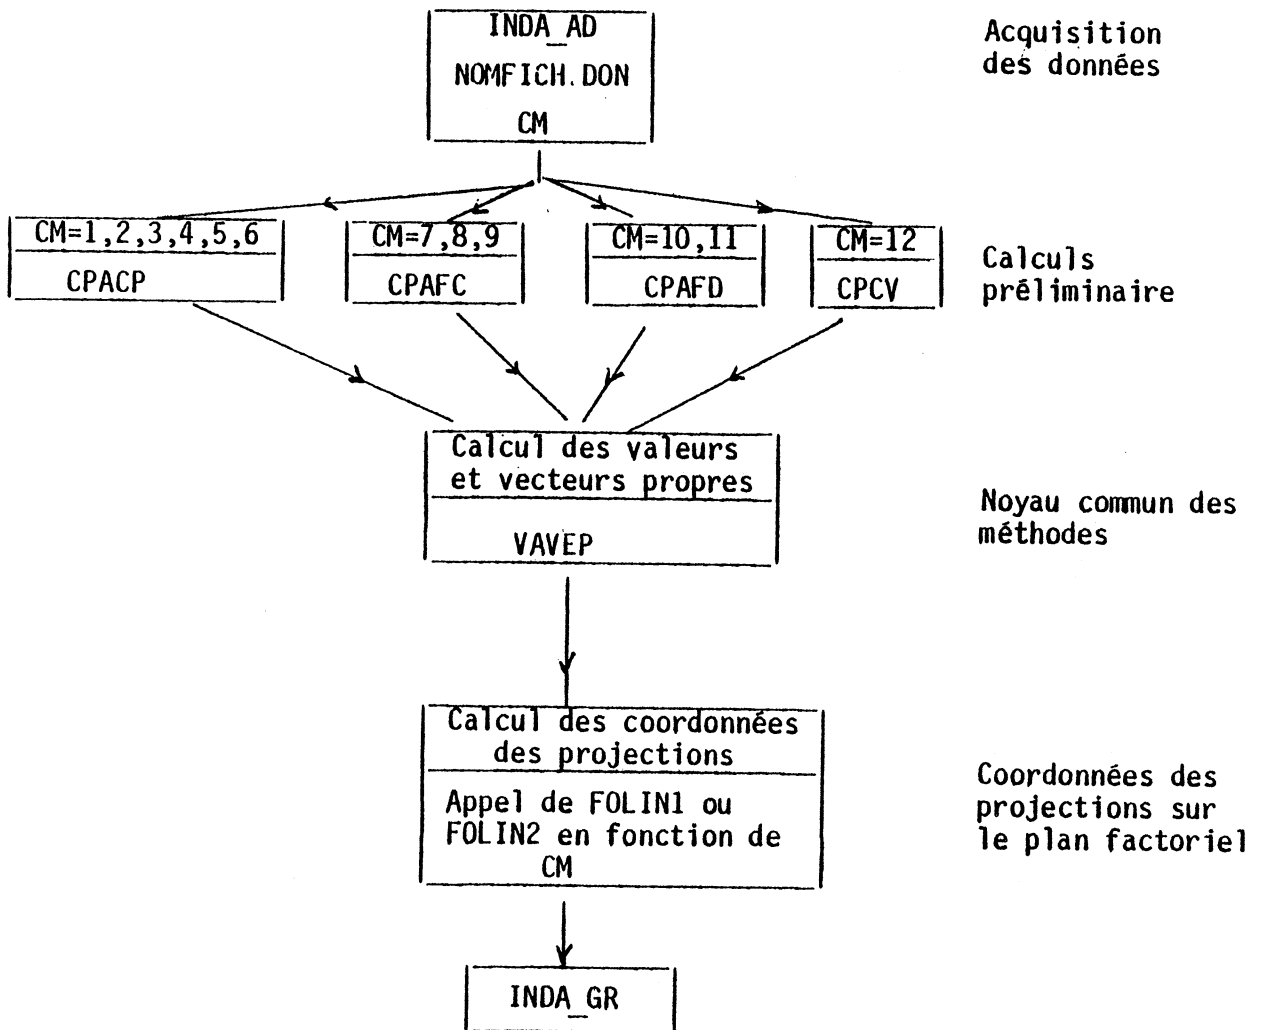 INDA_AD
NOMFICH.DON
CM
Acquisition
des données
CM=1,2,3,4,5,6
CPACP
CM=7,8,9
CPAFC
CM=10,11
CPAFD
CM=12
CPCV
Calculs
préliminaire
Calcul des valeurs
et vecteurs propres
VAVEP
Noyau commun des
méthodes
Calcul des coordonnées
des projections
Appel de FOLIN1 ou
FOLIN2 en fonction de
CM
Coordonnées des
projections sur
le plan factoriel
INDA_GR